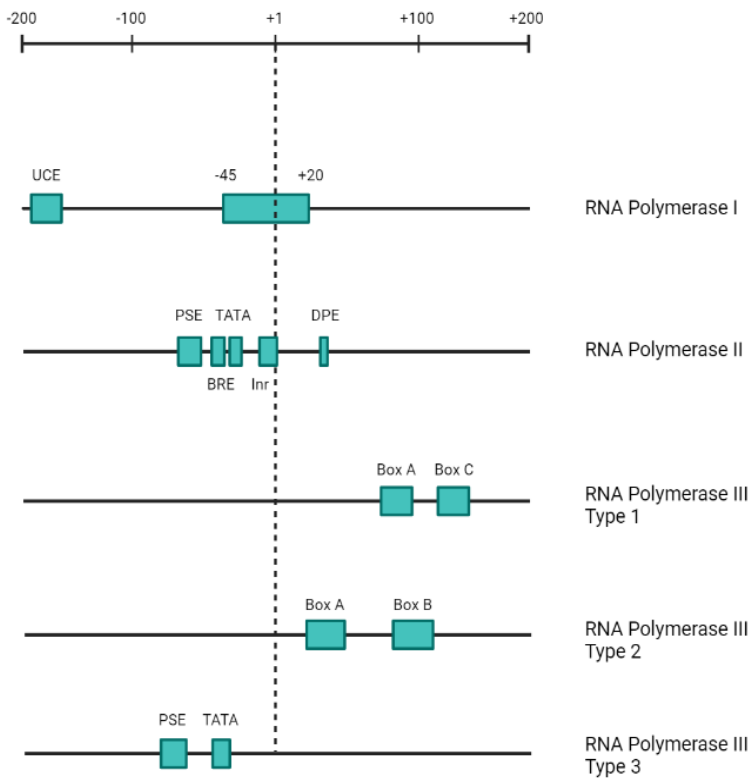 -200 -100 +1 +100 +200
UCE -45 +20
RNA Polymerase I
PSE TATA DPE
RNA Polymerase II
BRE Inr
Box A Box C
RNA Polymerase III
Type 1
Box A Box B
RNA Polymerase III
Type 2
PSE TATA
RNA Polymerase III
Type 3